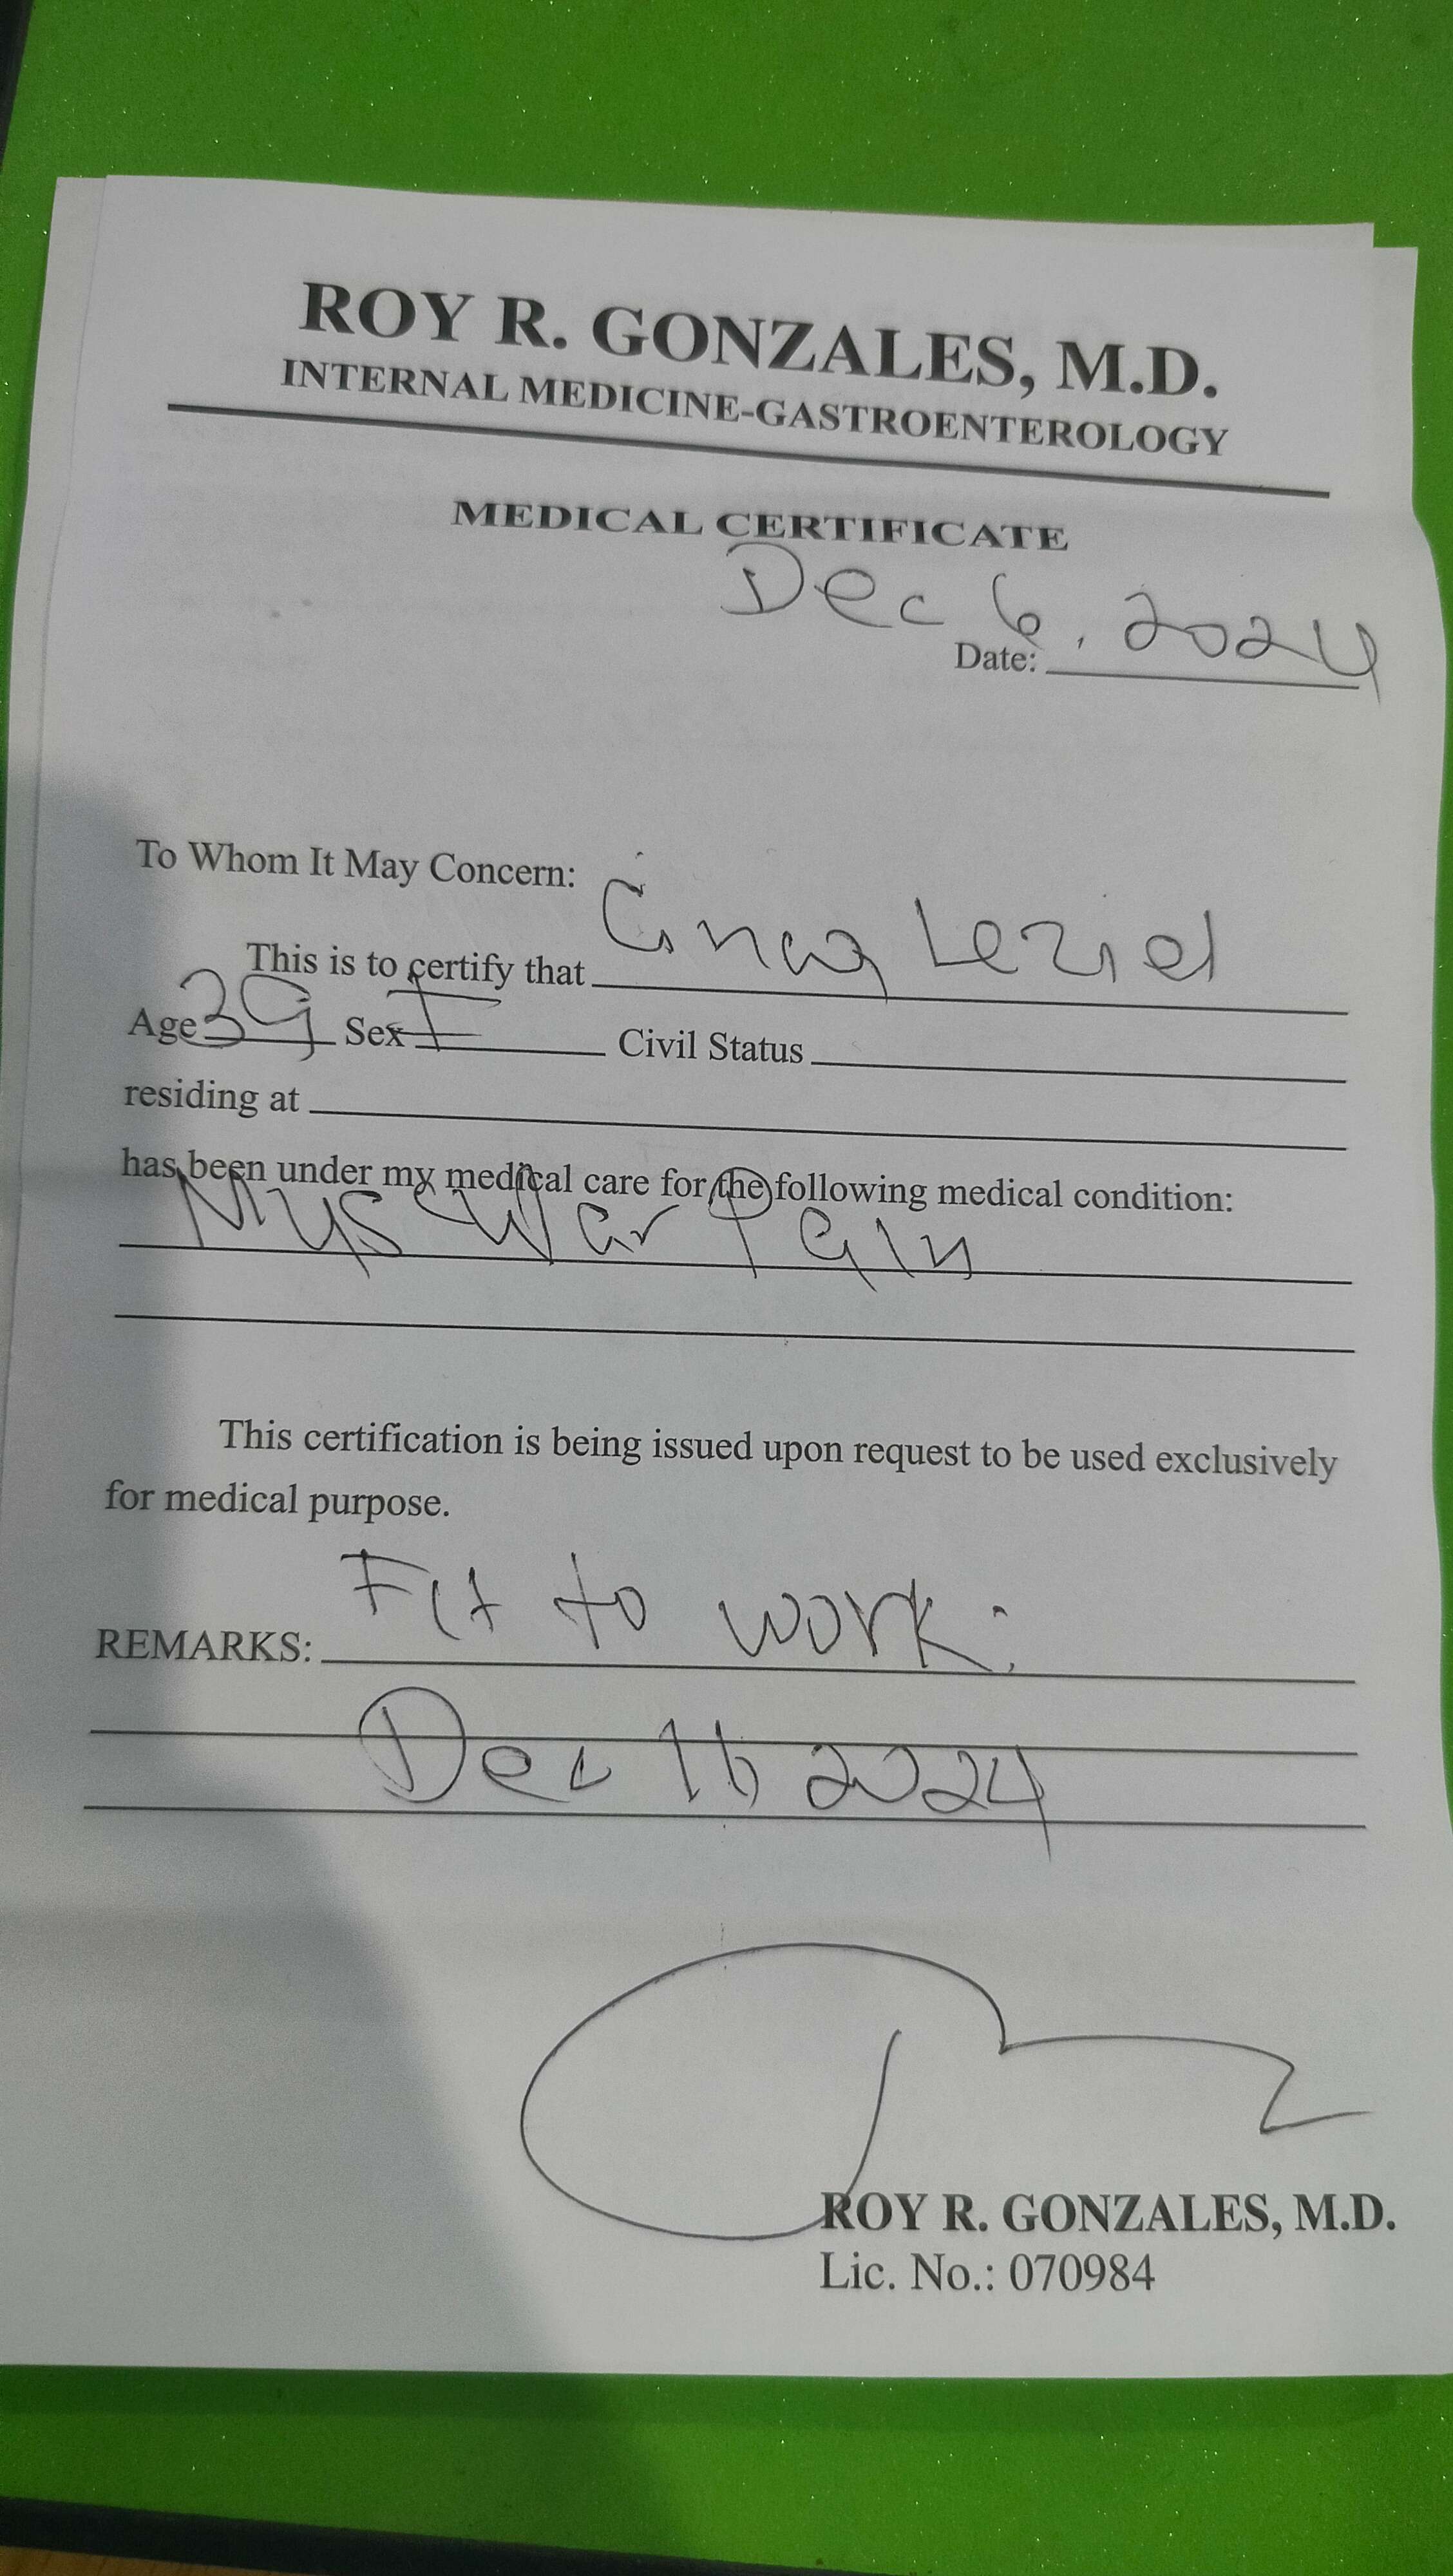 ROY R. GONZALES, M.D.
INTERNAL MEDICINE-GASTROENTEROLOGY
MEDICAL CERTIFICATE
Date: Dec 6, 2024
To Whom It May Concern:
This is to certify that Leziel
Age 39 Sex F Civil Status
residing at
has been under my medical care for the following medical condition:
Pain
This certification is being issued upon request to be used exclusively
for medical purpose.
REMARKS: Fit to work:
Dec 16 2024
ROY R. GONZALES, M.D.
Lic. No.: 070984